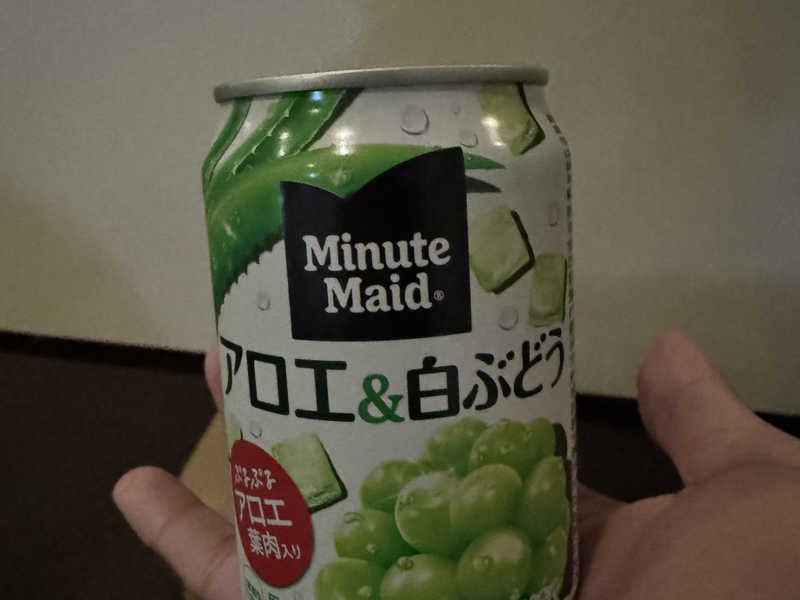 Minute
Maid®
アロエ&白ぶどう
ぷるぷる
アロエ
葉肉入り